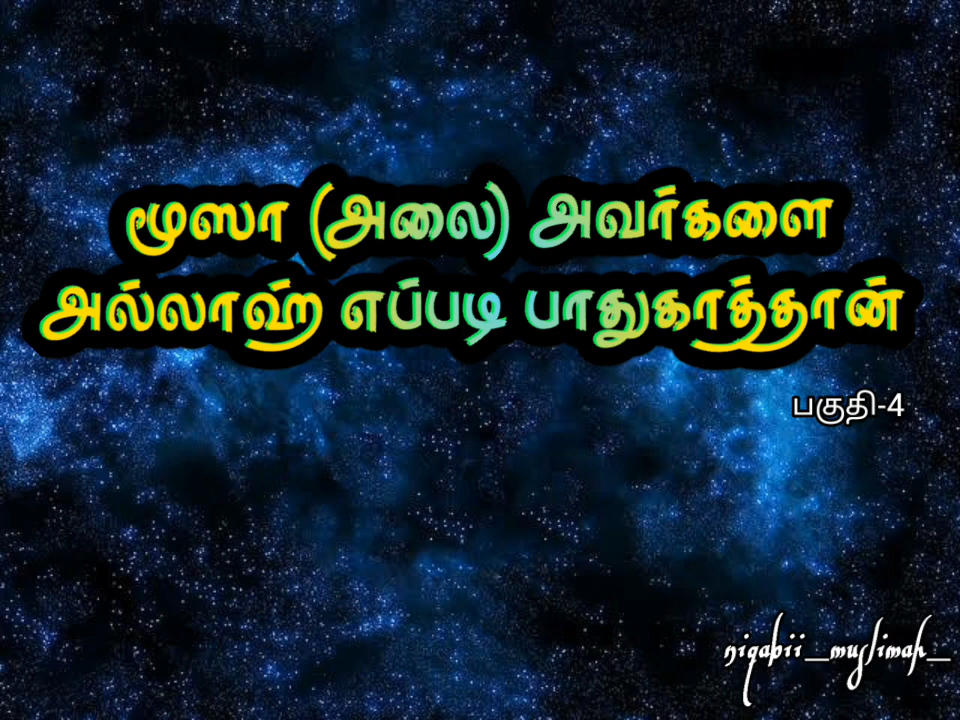 மூஸா (அலை) அவர்களை
அல்லாஹ் எப்படி பாதுகாத்தான்
பகுதி-4
niqabii_muslimah_